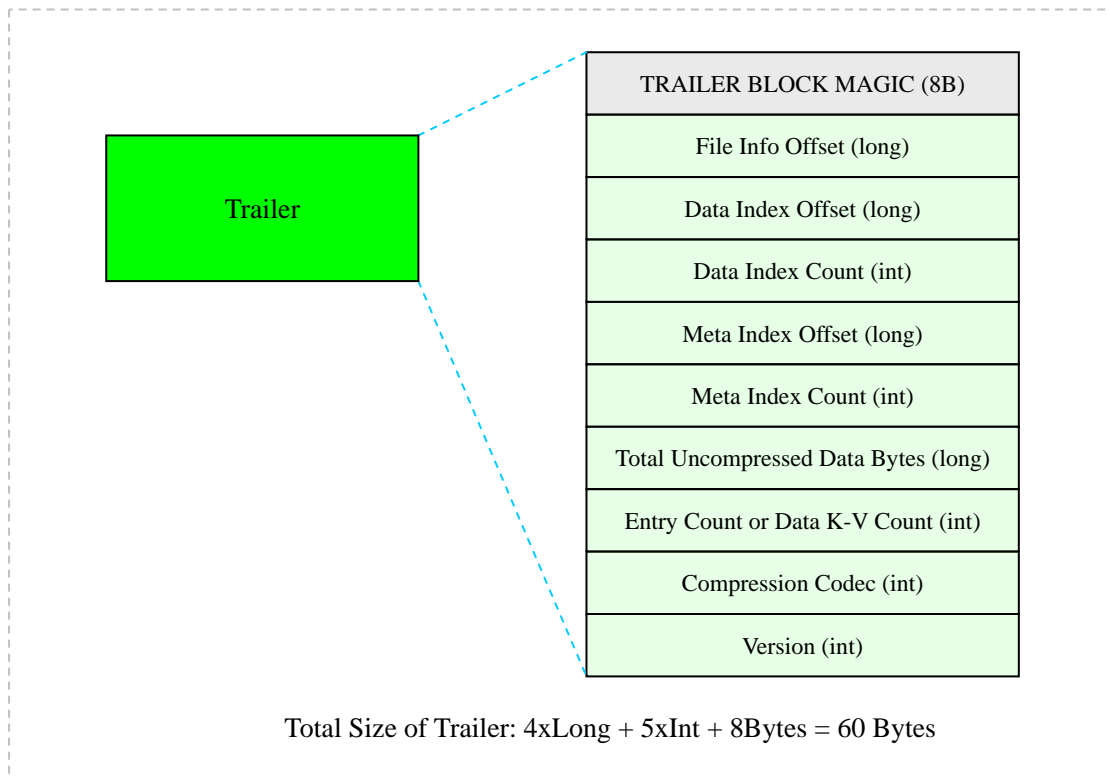 TRAILER BLOCK MAGIC (8B)
File Info Offset (long)
Trailer
Data Index Offset (long)
Data Index Count (int)
Meta Index Offset (long)
Meta Index Count (int)
Total Uncompressed Data Bytes (long)
Entry Count or Data K-V Count (int)
Compression Codec (int)
Version (int)
Total Size of Trailer: 4xLong + 5xInt + 8Bytes = 60 Bytes